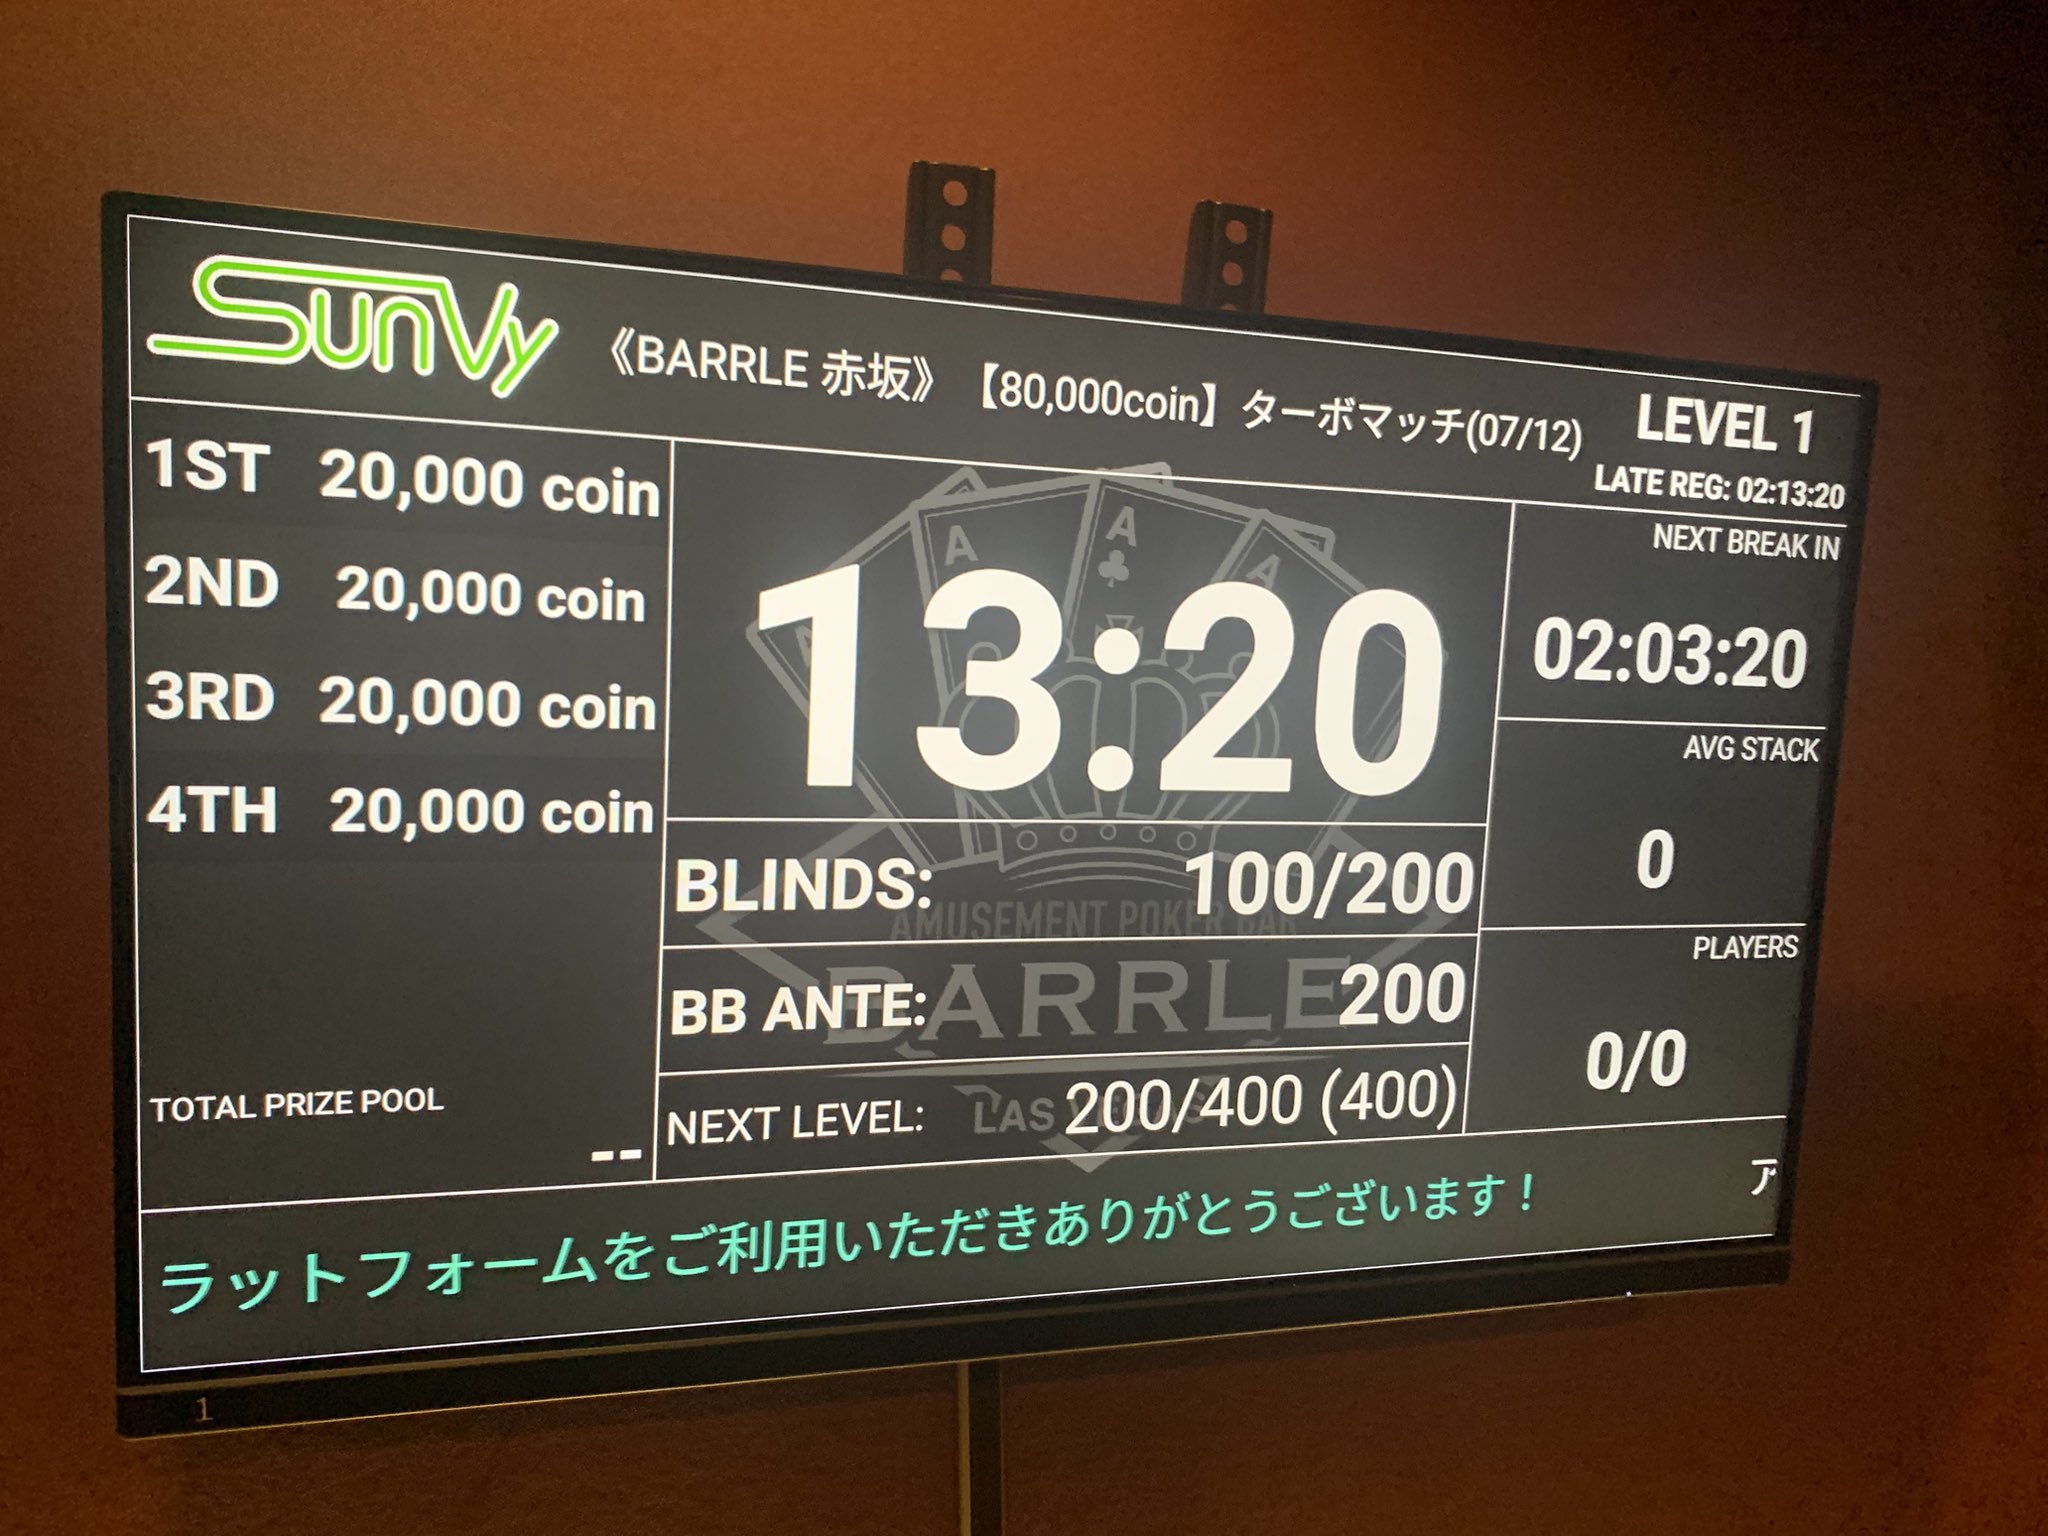 SunVy
《BARRLE 赤坂》 【80,000coin】ターボマッチ(07/12)
LEVEL 1
LATE REG: 02:13:20
1ST 20,000 coin
2ND 20,000 coin
3RD 20,000 coin
4TH 20,000 coin
TOTAL PRIZE POOL
--
A
A
A
13:20
BLINDS: 100/200
AMUSEMENT POKER BAR
BARRLE
BB ANTE: 200
LAS VEGAS
NEXT LEVEL: 200/400 (400)
NEXT BREAK IN
02:03:20
AVG STACK
0
PLAYERS
0/0
ラットフォームをご利用いただきありがとうございます！
1